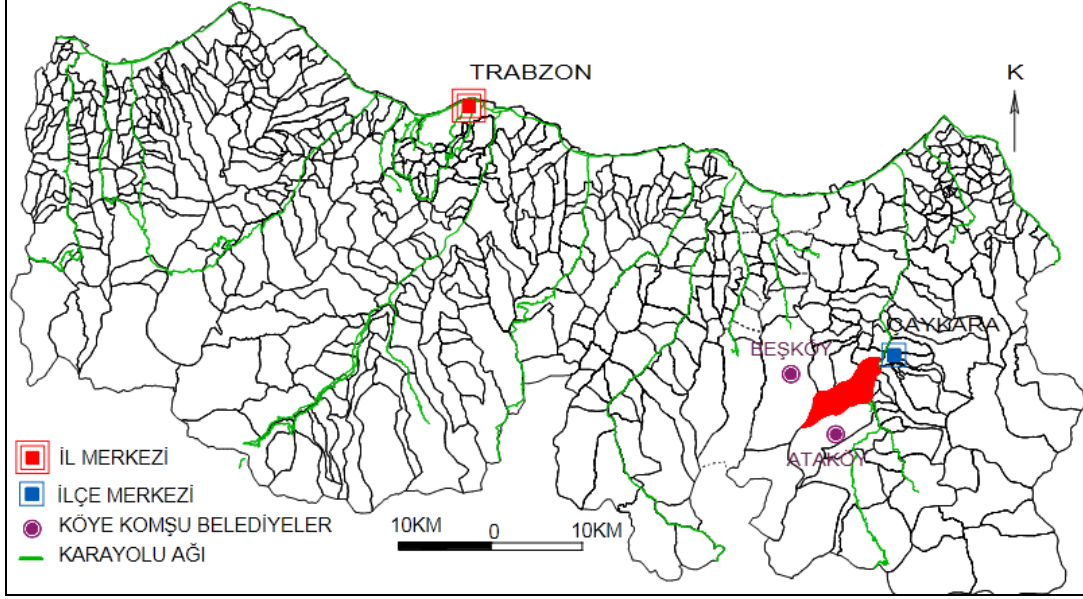 TRABZON
K
ÇAYKARA
BEŞKÖY
ATAKÖY
İL MERKEZİ
İLÇE MERKEZİ
KÖYE KOMŞU BELEDİYELER
KARAYOLU AĞI
10KM 0 10KM